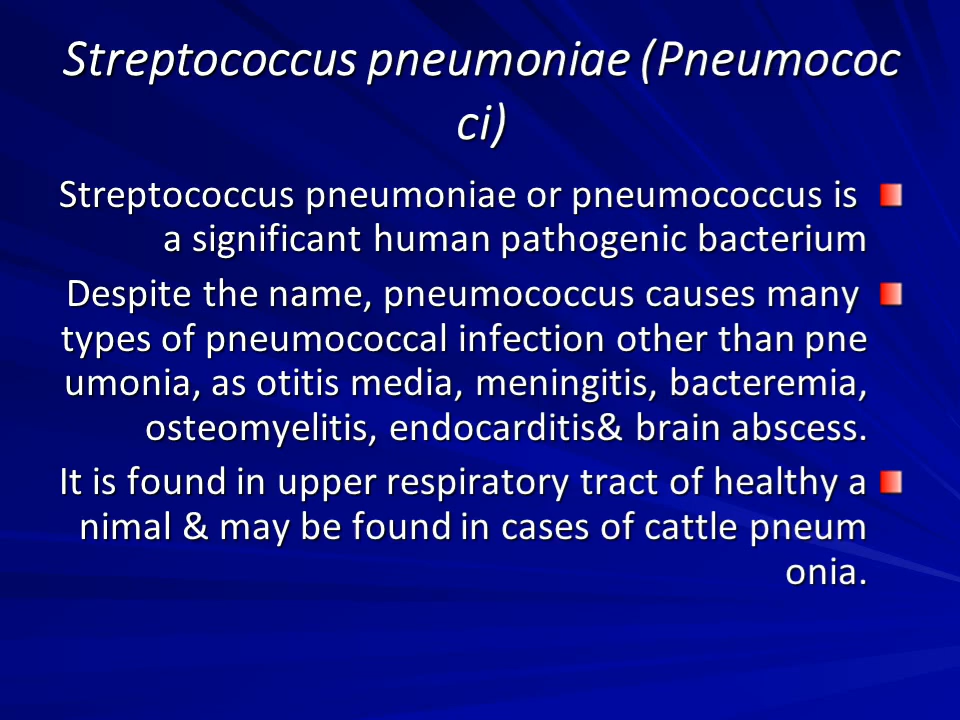 Streptococcus pneumoniae (Pneumococ
ci)
Streptococcus pneumoniae or pneumococcus is
a significant human pathogenic bacterium
Despite the name, pneumococcus causes many
types of pneumococcal infection other than pne
umonia, as otitis media, meningitis, bacteremia,
osteomyelitis, endocarditis& brain abscess.
It is found in upper respiratory tract of healthy a
nimal & may be found in cases of cattle pneum
onia.